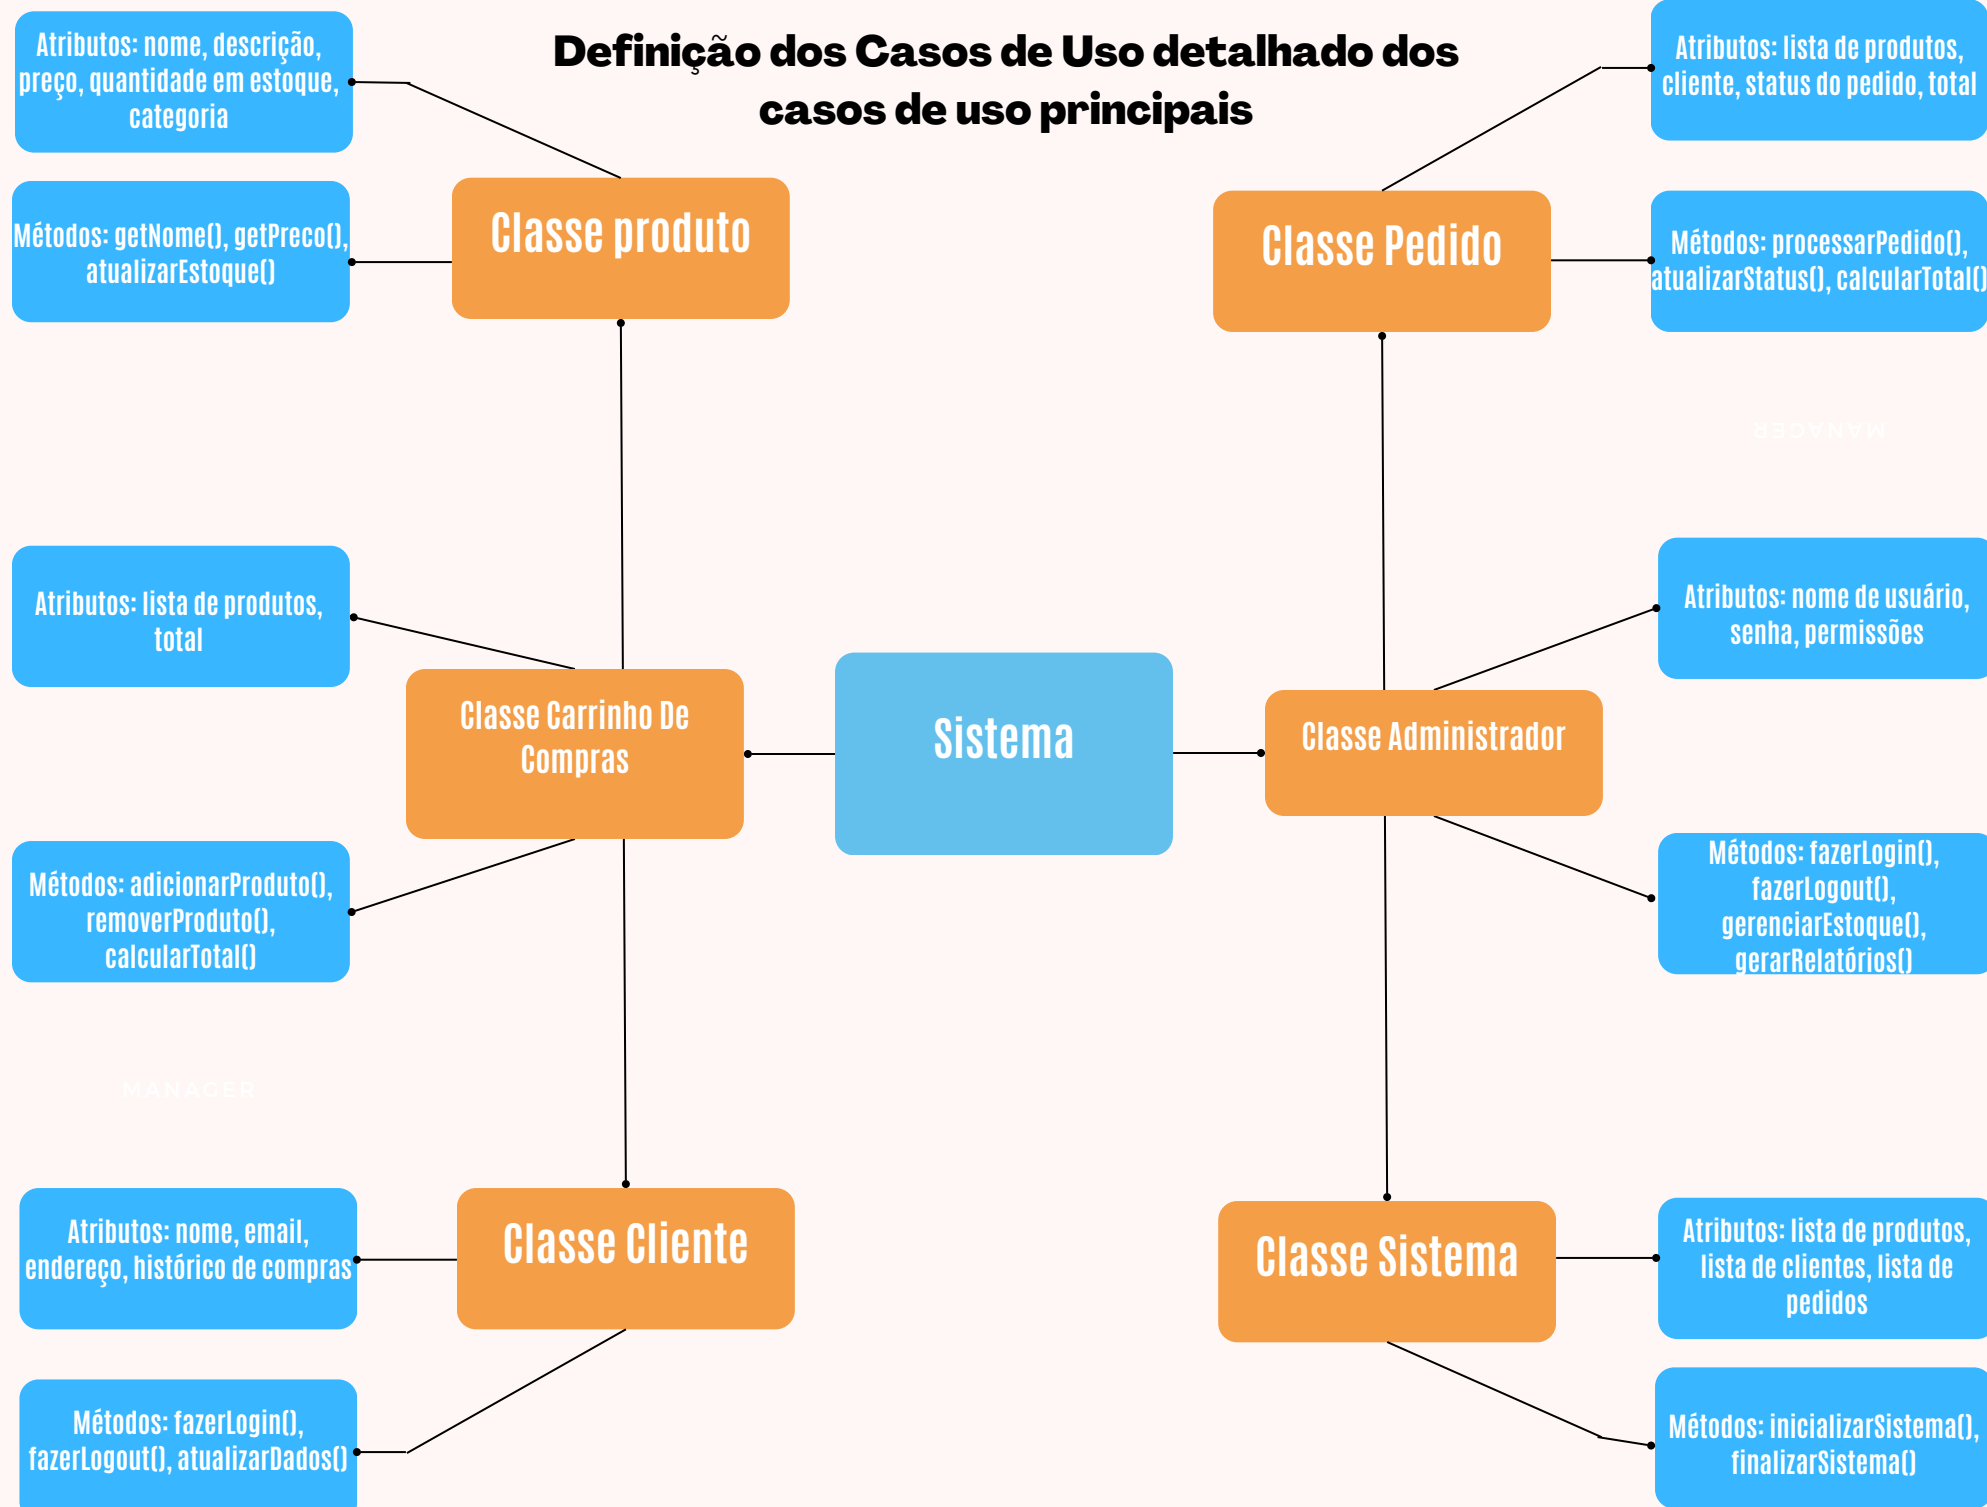 Definição dos Casos de Uso detalhado dos
casos de uso principais
Atributos: nome, descrição,
preço, quantidade em estoque,
categoria
Métodos: getNome(), getPreco(),
atualizarEstoque()
Classe produto
Atributos: lista de produtos,
cliente, status do pedido, total
Classe Pedido
Métodos: processarPedido(),
atualizarStatus(), calcularTotal()
MANAGER
Atributos: lista de produtos,
total
Classe Carrinho De
Compras
Métodos: adicionarProduto(),
removerProduto(),
calcularTotal()
Sistema
Classe Administrador
Atributos: nome de usuário,
senha, permissões
Métodos: fazerLogin(),
fazerLogout(),
gerenciarEstoque(),
gerarRelatórios()
MANAGER
Atributos: nome, email,
endereço, histórico de compras
Classe Cliente
Métodos: fazerLogin(),
fazerLogout(), atualizarDados()
Classe Sistema
Atributos: lista de produtos,
lista de clientes, lista de
pedidos
Métodos: inicializarSistema(),
finalizarSistema()